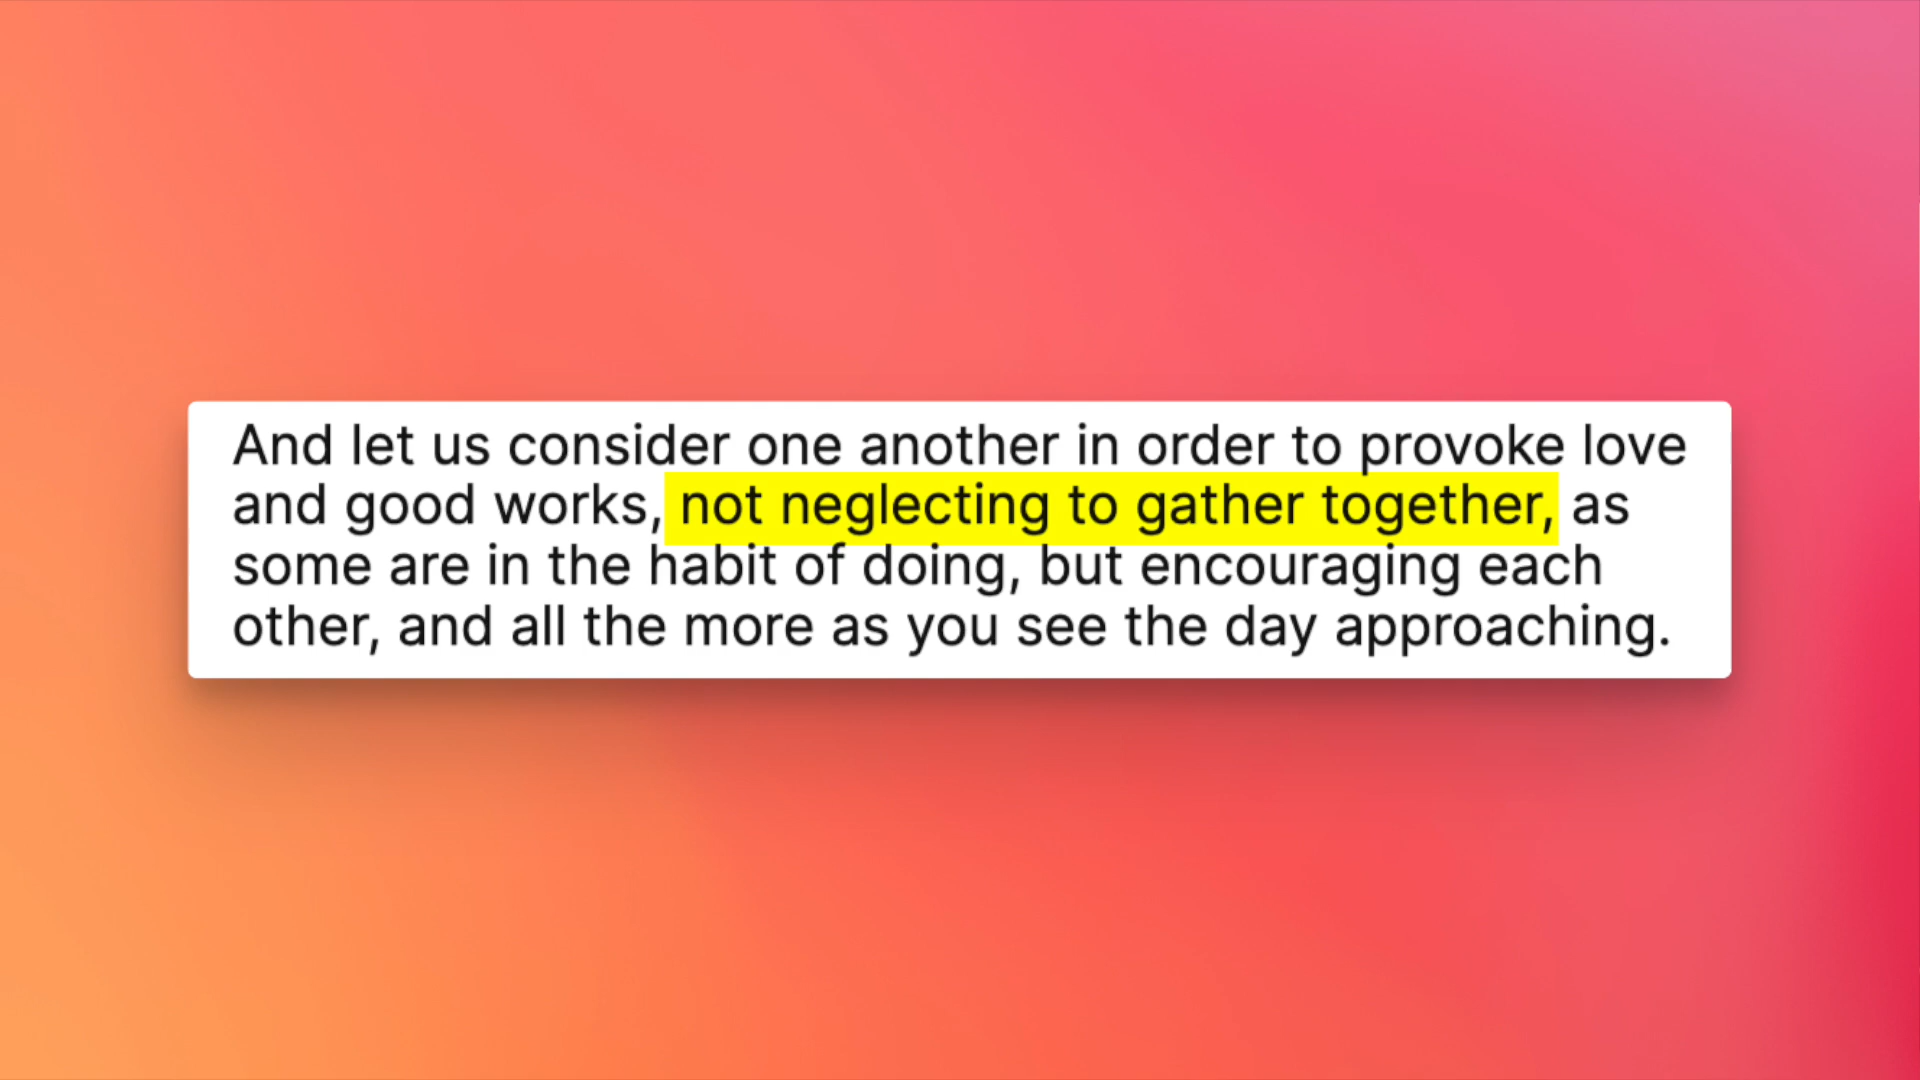 And let us consider one another in order to provoke love
and good works, not neglecting to gather together, as
some are in the habit of doing, but encouraging each
other, and all the more as you see the day approaching.